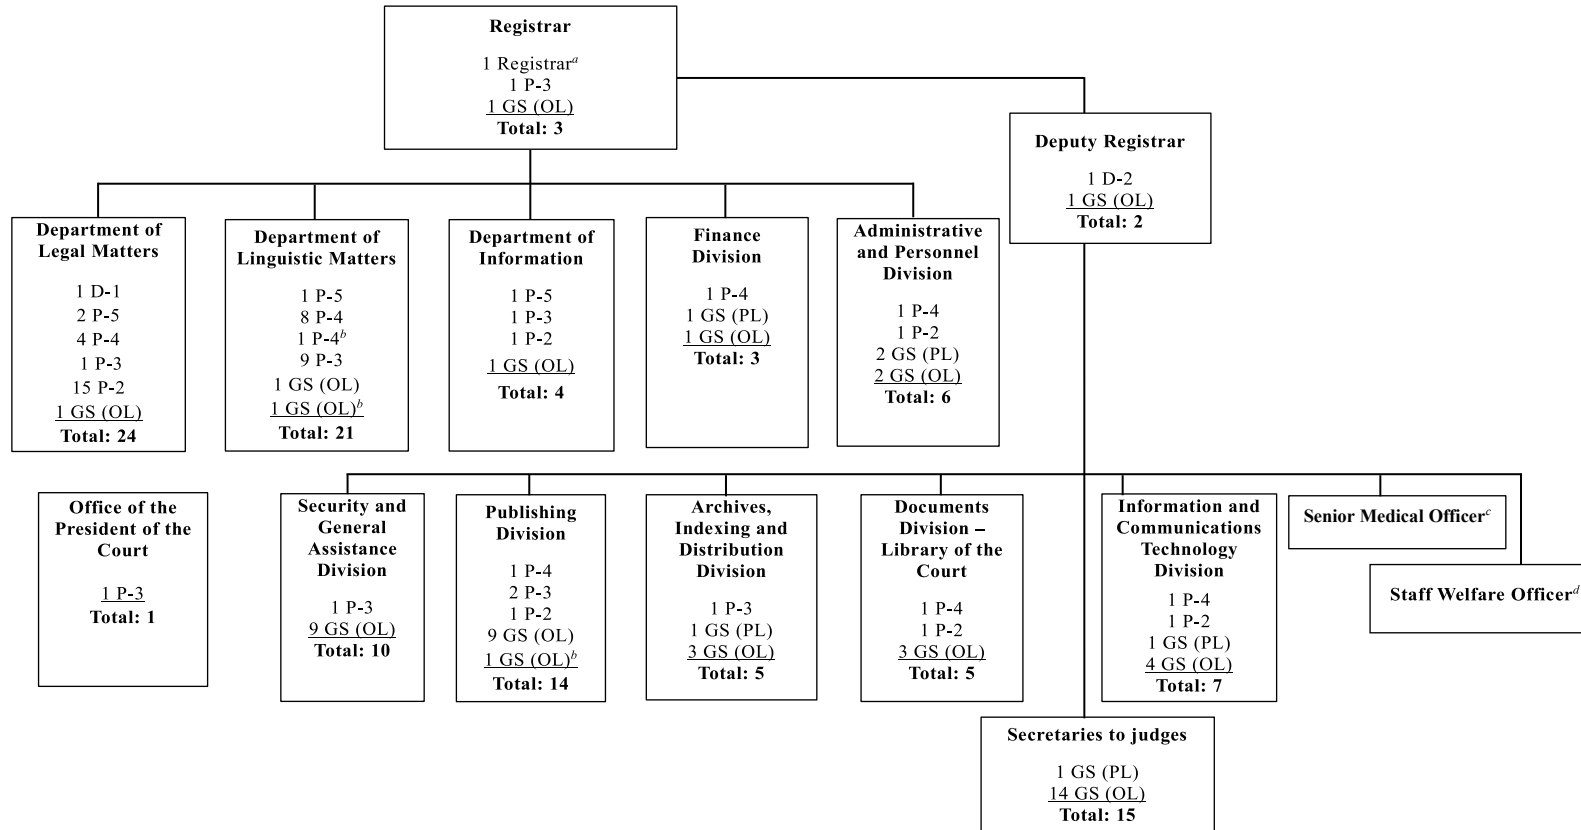 Registrar
1 Registrarᵃ
1 P-3
1 GS (OL)
Total: 3
Deputy Registrar
1 D-2
1 GS (OL)
Total: 2
Department of
Legal Matters
1 D-1
2 P-5
4 P-4
1 P-3
15 P-2
1 GS (OL)
Total: 24
Department of
Linguistic Matters
1 P-5
8 P-4
1 P-4ᵇ
9 P-3
1 GS (OL)
1 GS (OL)ᵇ
Total: 21
Department of
Information
1 P-5
1 P-3
1 P-2
1 GS (OL)
Total: 4
Finance
Division
1 P-4
1 GS (PL)
1 GS (OL)
Total: 3
Administrative
and Personnel
Division
1 P-4
1 P-2
2 GS (PL)
2 GS (OL)
Total: 6
Office of the
President of the
Court
1 P-3
Total: 1
Security and
General
Assistance
Division
1 P-3
9 GS (OL)
Total: 10
Publishing
Division
1 P-4
2 P-3
1 P-2
9 GS (OL)
1 GS (OL)ᵇ
Total: 14
Archives,
Indexing and
Distribution
Division
1 P-3
1 GS (PL)
3 GS (OL)
Total: 5
Documents
Division –
Library of the
Court
1 P-4
1 P-2
3 GS (OL)
Total: 5
Information and
Communications
Technology
Division
1 P-4
1 P-2
1 GS (PL)
4 GS (OL)
Total: 7
Senior Medical Officerᶜ
Staff Welfare Officerᵈ
Secretaries to judges
1 GS (PL)
14 GS (OL)
Total: 15